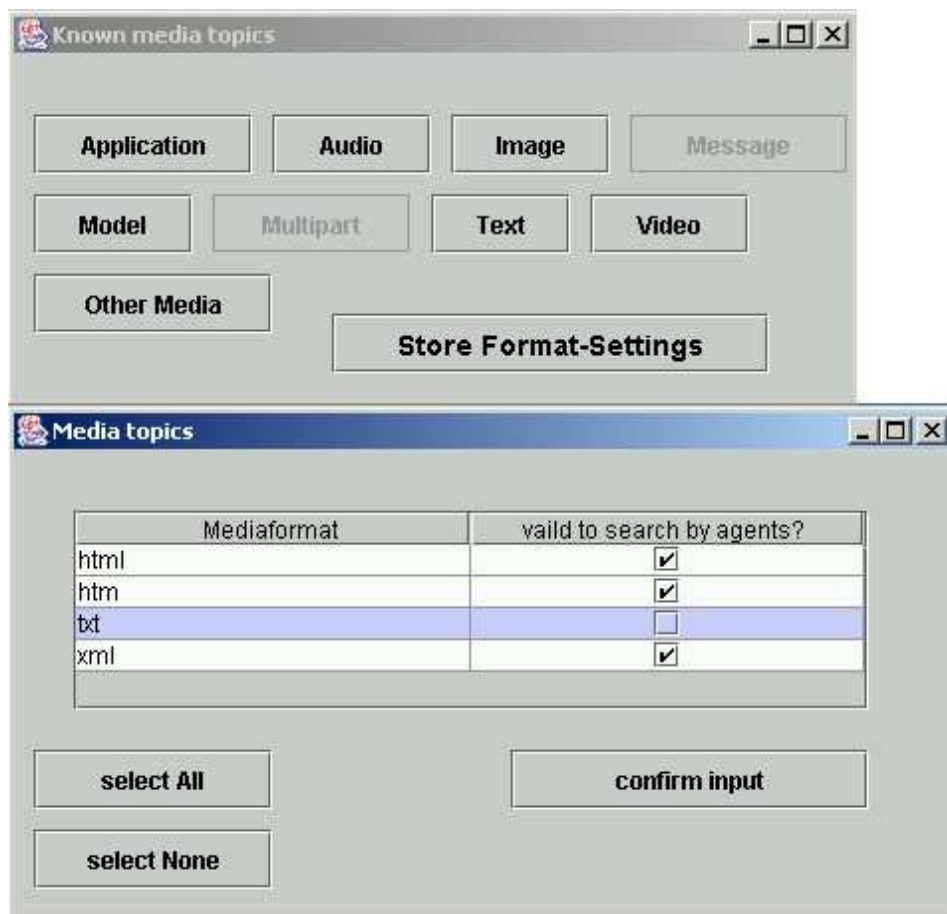 Known media topics
Application Audio Image Message
Model Multipart Text Video
Other Media
Store Format-Settings
Media topics
Mediaformat vaild to search by agents?
html
htm
txt
xml
select All confirm input
select None